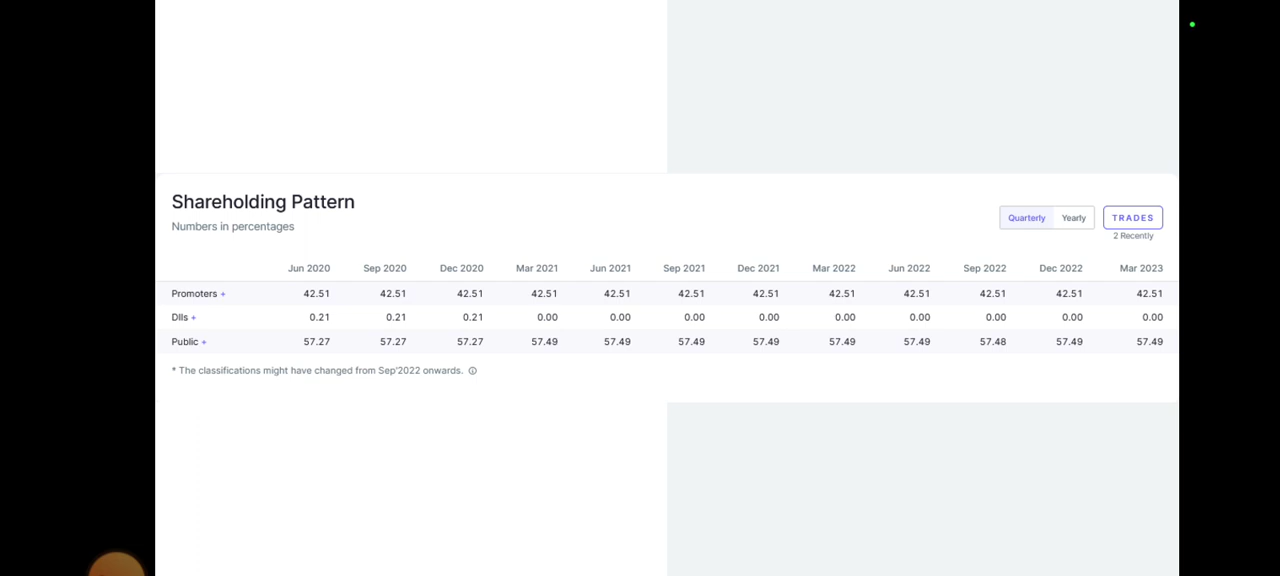 Shareholding Pattern
Numbers in percentages
Quarterly Yearly TRADES
2 Recently
Jun 2020 Sep 2020 Dec 2020 Mar 2021 Jun 2021 Sep 2021 Dec 2021 Mar 2022 Jun 2022 Sep 2022 Dec 2022 Mar 2023
Promoters + 42.51 42.51 42.51 42.51 42.51 42.51 42.51 42.51 42.51 42.51 42.51 42.51
DIIs + 0.21 0.21 0.21 0.00 0.00 0.00 0.00 0.00 0.00 0.00 0.00 0.00
Public + 57.27 57.27 57.27 57.49 57.49 57.49 57.49 57.49 57.49 57.48 57.49 57.49
* The classifications might have changed from Sep'2022 onwards.